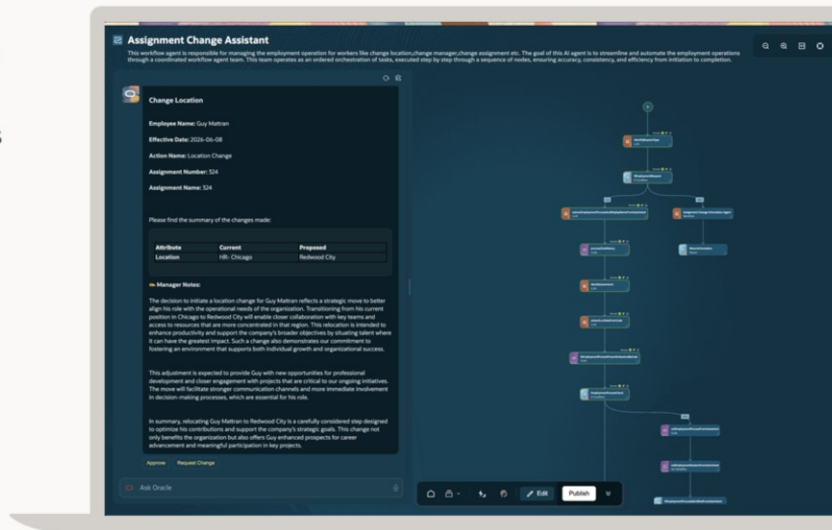 s
Assignment Change Assistant
This workflow agent is responsible for managing the employment operation for workers like change location,change manager,change assignment etc. The goal of this AI agent is to streamline and automate the employment operations
through a coordinated workflow agent team. This team operates as an ordered orchestration of tasks, executed step by step through a sequence of nodes, ensuring accuracy, consistency, and efficiency from initiation to completion.
Change Location
Employee Name: Guy Mattran
Effective Date: 2026-06-08
Action Name: Location Change
Assignment Number: 524
Assignment Name: 524
Please find the summary of the changes made:
Attribute Current Proposed
Location HR- Chicago Redwood City
Manager Notes:
The decision to initiate a location change for Guy Mattran reflects a strategic move to better
align his role with the operational needs of the organization. Transitioning from his current
position in Chicago to Redwood City will enable closer collaboration with key teams and
access to resources that are more concentrated in that region. This relocation is intended to
enhance productivity and support the company's broader objectives by situating talent where
it can have the greatest impact. Such a change also demonstrates our commitment to
fostering an environment that supports both individual growth and organizational success.
This adjustment is expected to provide Guy with new opportunities for professional
development and closer engagement with projects that are critical to our ongoing initiatives.
The move will facilitate stronger communication channels and more immediate involvement
in decision-making processes, which are essential for his role.
In summary, relocating Guy Mattran to Redwood City is a carefully considered step designed
to optimize his contributions and support the company's strategic goals. This change not
only benefits the organization but also offers Guy enhanced prospects for career
advancement and meaningful participation in key projects.
Approve Request Change
Ask Oracle
Edit Publish